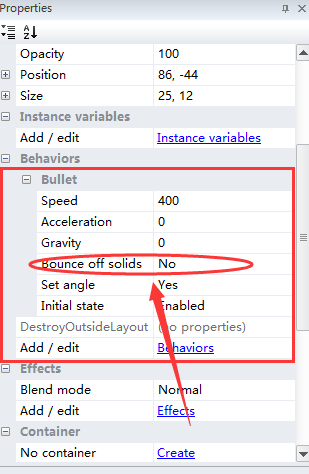 Properties
Opacity 100
Position 86, -44
Size 25, 12
Instance variables
Add / edit Instance variables
Behaviors
Bullet
Speed 400
Acceleration 0
Gravity 0
Bounce off solids No
Set angle Yes
Initial state Enabled
DestroyOutsideLayout (no properties)
Add / edit Behaviors
Effects
Blend mode Normal
Add / edit Effects
Container
No container Create